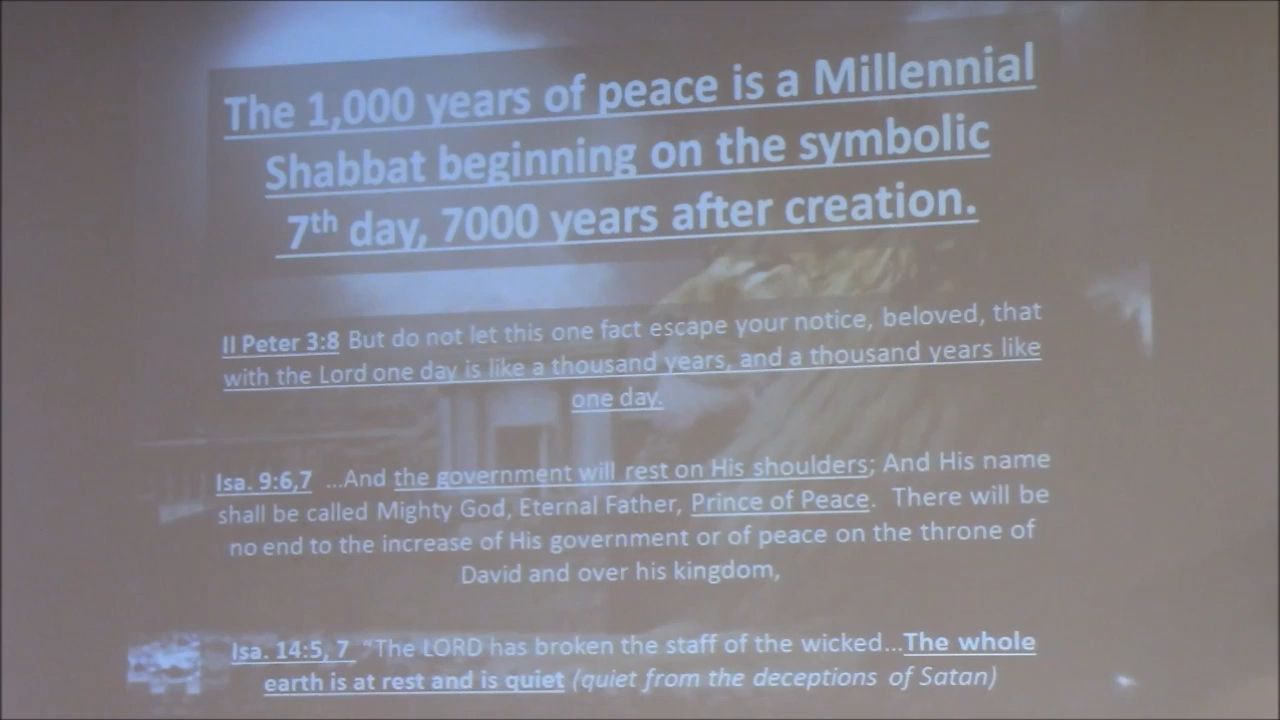 The 1,000 years of peace is a Millennial
Shabbat beginning on the symbolic
7th day, 7000 years after creation.
II Peter 3:8 But do not let this one fact escape your notice, beloved, that
with the Lord one day is like a thousand years, and a thousand years like
one day.
Isa. 9:6,7 ...And the government will rest on His shoulders; And His name
shall be called Mighty God, Eternal Father, Prince of Peace. There will be
no end to the increase of His government or of peace on the throne of
David and over his kingdom,
Isa. 14:5, 7 "The LORD has broken the staff of the wicked...The whole
earth is at rest and is quiet (quiet from the deceptions of Satan)